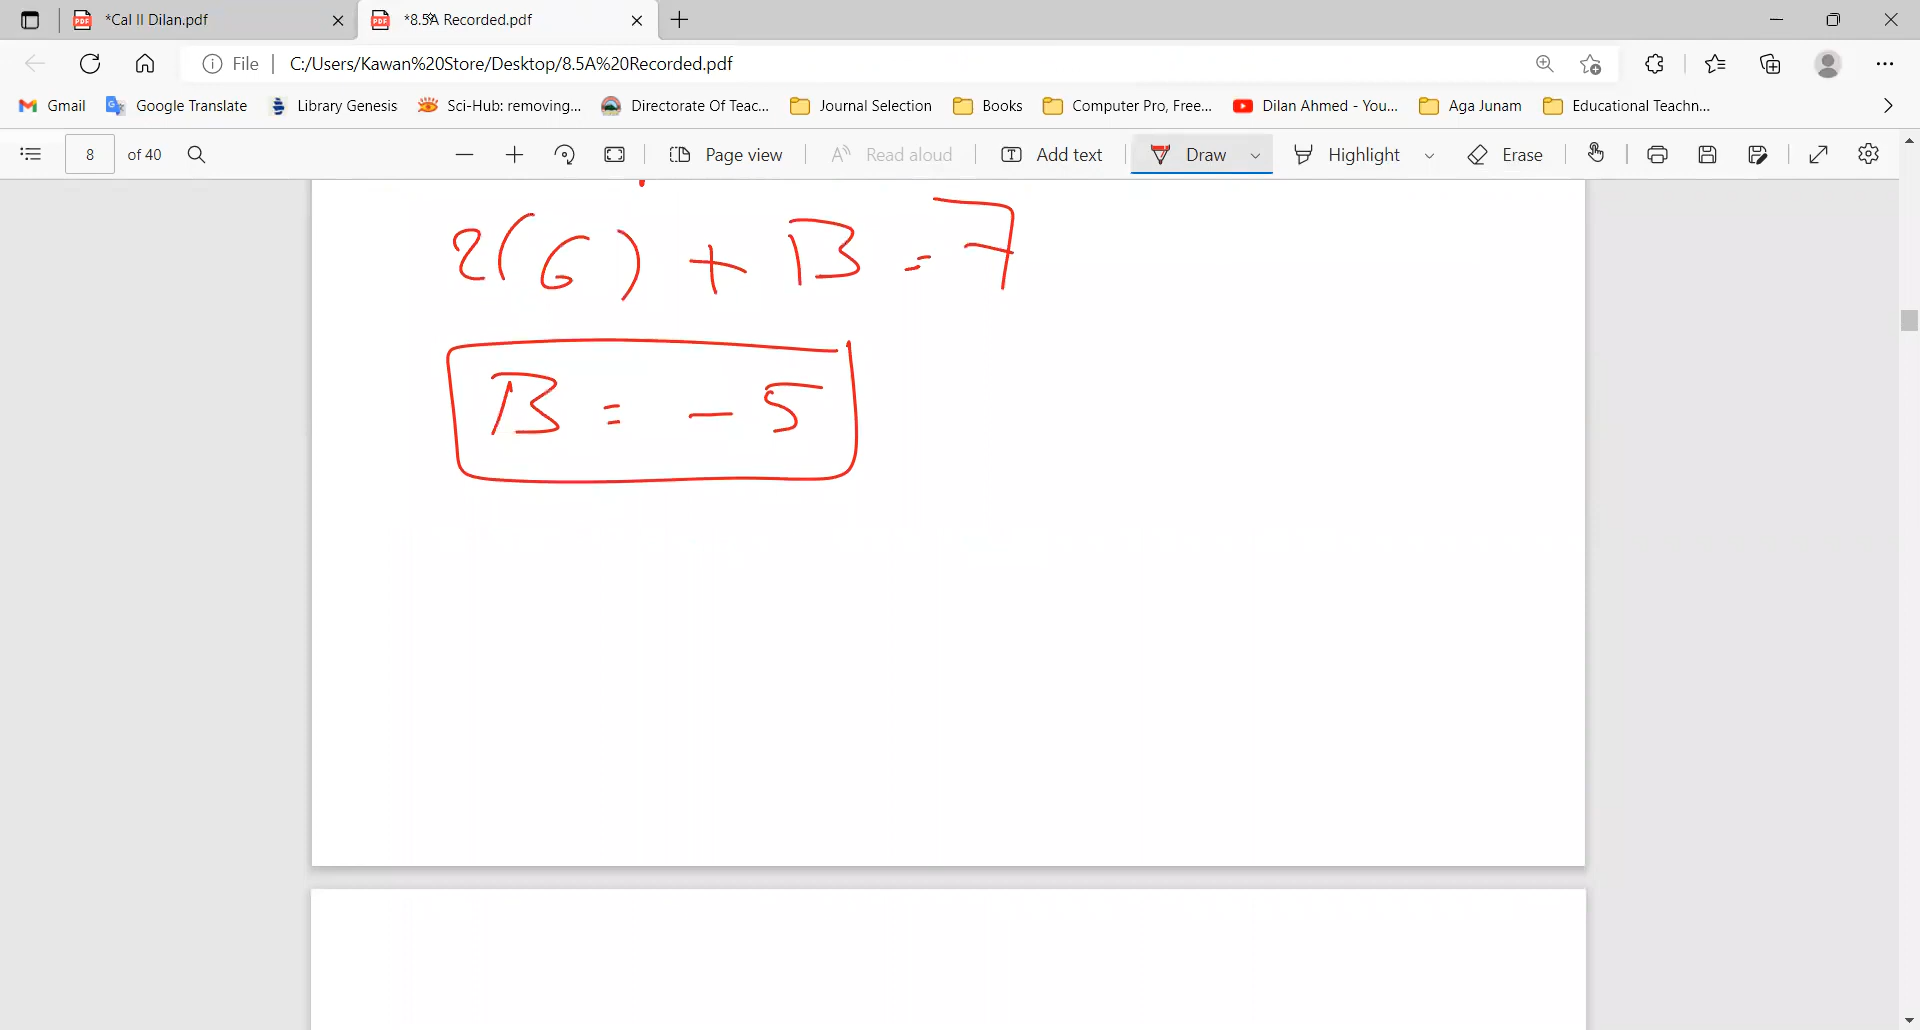 *Cal II Dilan.pdf
*8.5A Recorded.pdf
File | C:/Users/Kawan%20Store/Desktop/8.5A%20Recorded.pdf
Gmail Google Translate Library Genesis Sci-Hub: removing... Directorate Of Teac... Journal Selection Books Computer Pro, Free... Dilan Ahmed - You... Aga Junam Educational Teachn...
8 of 40 Page view Read aloud Add text Draw Highlight Erase
2(6) + B = 7
B = - 5